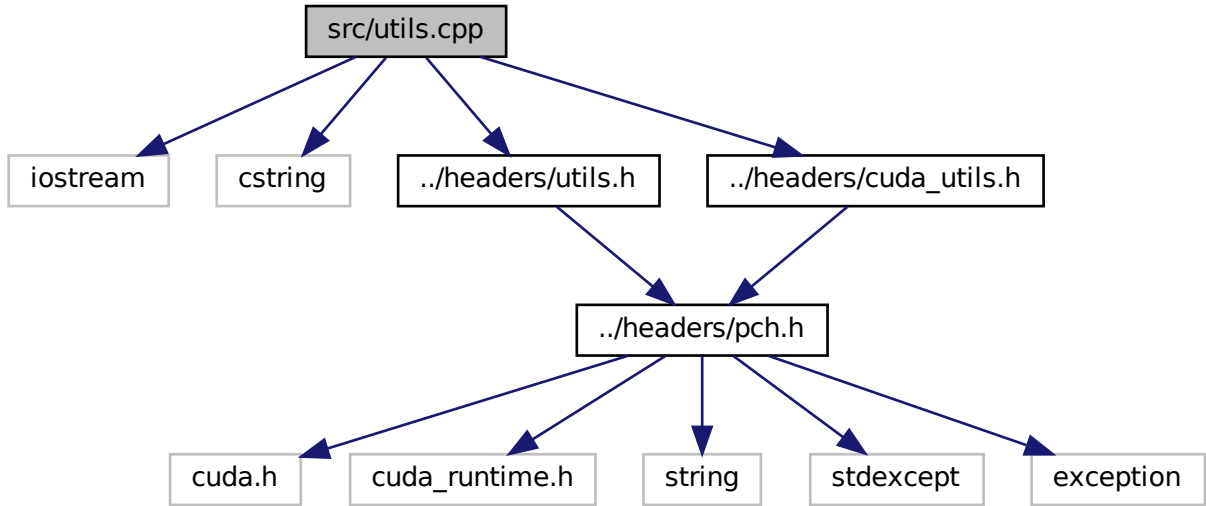 src/utils.cpp
iostream
cstring
../headers/utils.h
../headers/cuda_utils.h
../headers/pch.h
cuda.h
cuda_runtime.h
string
stdexcept
exception